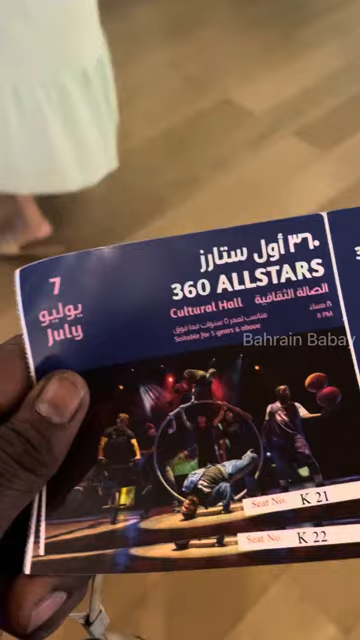 7
يوليو
July
٣٦٠ أول ستارز
360 ALLSTARS
الصالة الثقافية Cultural Hall
مناسب لعمر ٥ سنوات فما فوق
Suitable for 5 years & above
٨ مساءً
8 PM
Bahrain Babay
Seat No. K 21
Seat No. K 22